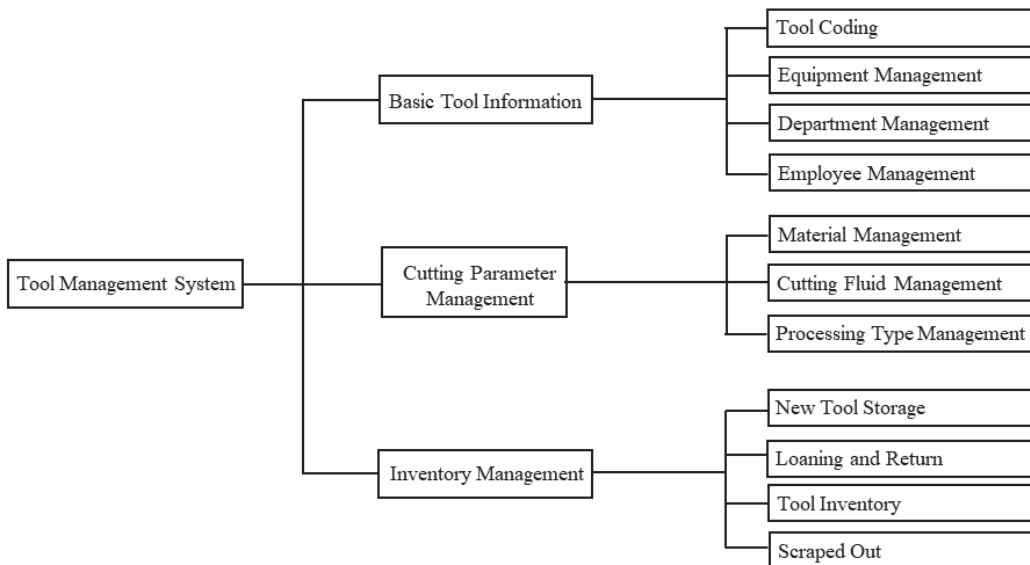 Tool Management System
Basic Tool Information
Tool Coding
Equipment Management
Department Management
Employee Management
Cutting Parameter
Management
Material Management
Cutting Fluid Management
Processing Type Management
Inventory Management
New Tool Storage
Loaning and Return
Tool Inventory
Scraped Out